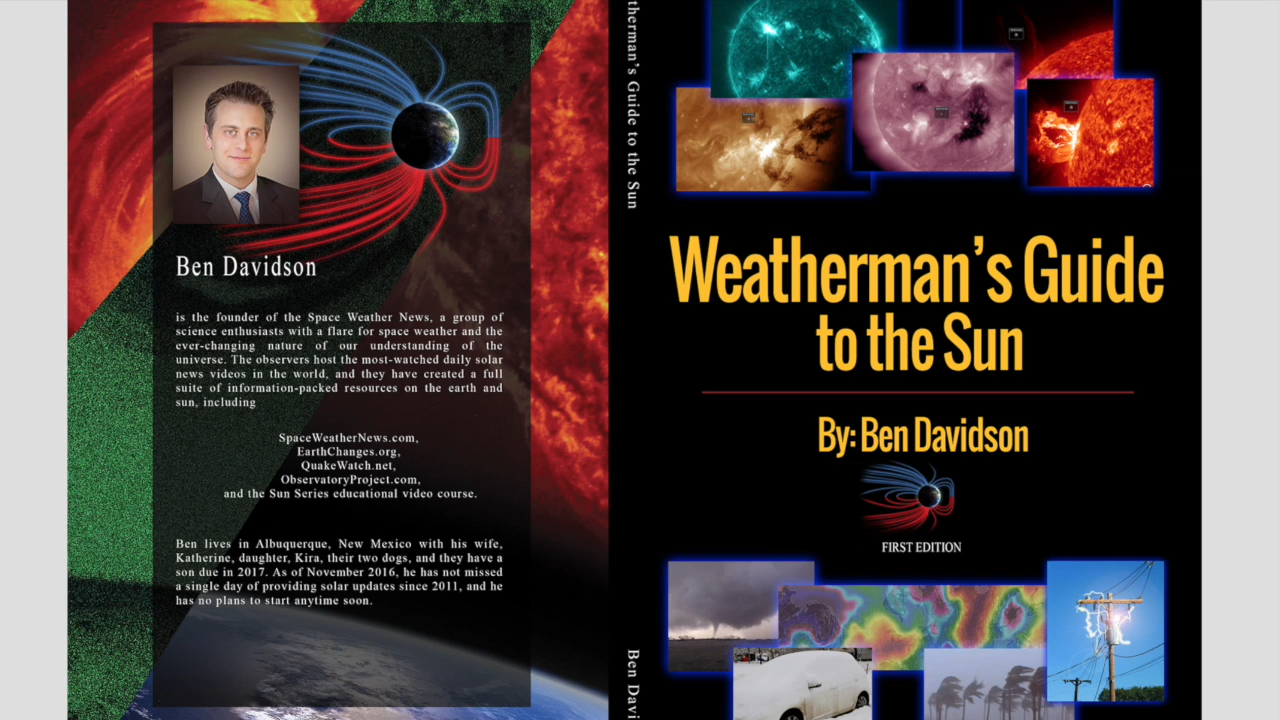 Ben Davidson
is the founder of the Space Weather News, a group of
science enthusiasts with a flare for space weather and the
ever-changing nature of our understanding of the
universe. The observers host the most-watched daily solar
news videos in the world, and they have created a full
suite of information-packed resources on the earth and
sun, including
SpaceWeatherNews.com,
EarthChanges.org,
QuakeWatch.net,
ObservatoryProject.com,
and the Sun Series educational video course.
Ben lives in Albuquerque, New Mexico with his wife,
Katherine, daughter, Kira, their two dogs, and they have a
son due in 2017. As of November 2016, he has not missed
a single day of providing solar updates since 2011, and he
has no plans to start anytime soon.
Guide to the Sun
Ben
Weatherman's Guide
to the Sun
By: Ben Davidson
FIRST EDITION